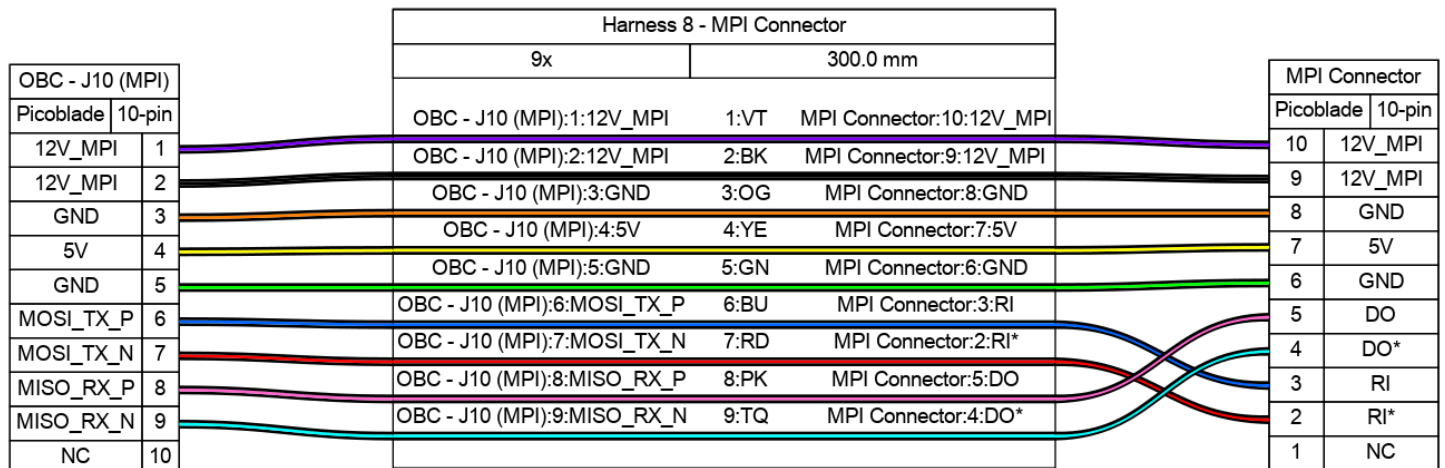 Harness 8 - MPI Connector
9x 300.0 mm
OBC - J10 (MPI)
Picoblade 10-pin
12V_MPI 1
12V_MPI 2
GND 3
5V 4
GND 5
MOSI_TX_P 6
MOSI_TX_N 7
MISO_RX_P 8
MISO_RX_N 9
NC 10
OBC - J10 (MPI):1:12V_MPI 1:VT MPI Connector:10:12V_MPI
OBC - J10 (MPI):2:12V_MPI 2:BK MPI Connector:9:12V_MPI
OBC - J10 (MPI):3:GND 3:OG MPI Connector:8:GND
OBC - J10 (MPI):4:5V 4:YE MPI Connector:7:5V
OBC - J10 (MPI):5:GND 5:GN MPI Connector:6:GND
OBC - J10 (MPI):6:MOSI_TX_P 6:BU MPI Connector:3:RI
OBC - J10 (MPI):7:MOSI_TX_N 7:RD MPI Connector:2:RI*
OBC - J10 (MPI):8:MISO_RX_P 8:PK MPI Connector:5:DO
OBC - J10 (MPI):9:MISO_RX_N 9:TQ MPI Connector:4:DO*
MPI Connector
Picoblade 10-pin
10 12V_MPI
9 12V_MPI
8 GND
7 5V
6 GND
5 DO
4 DO*
3 RI
2 RI*
1 NC